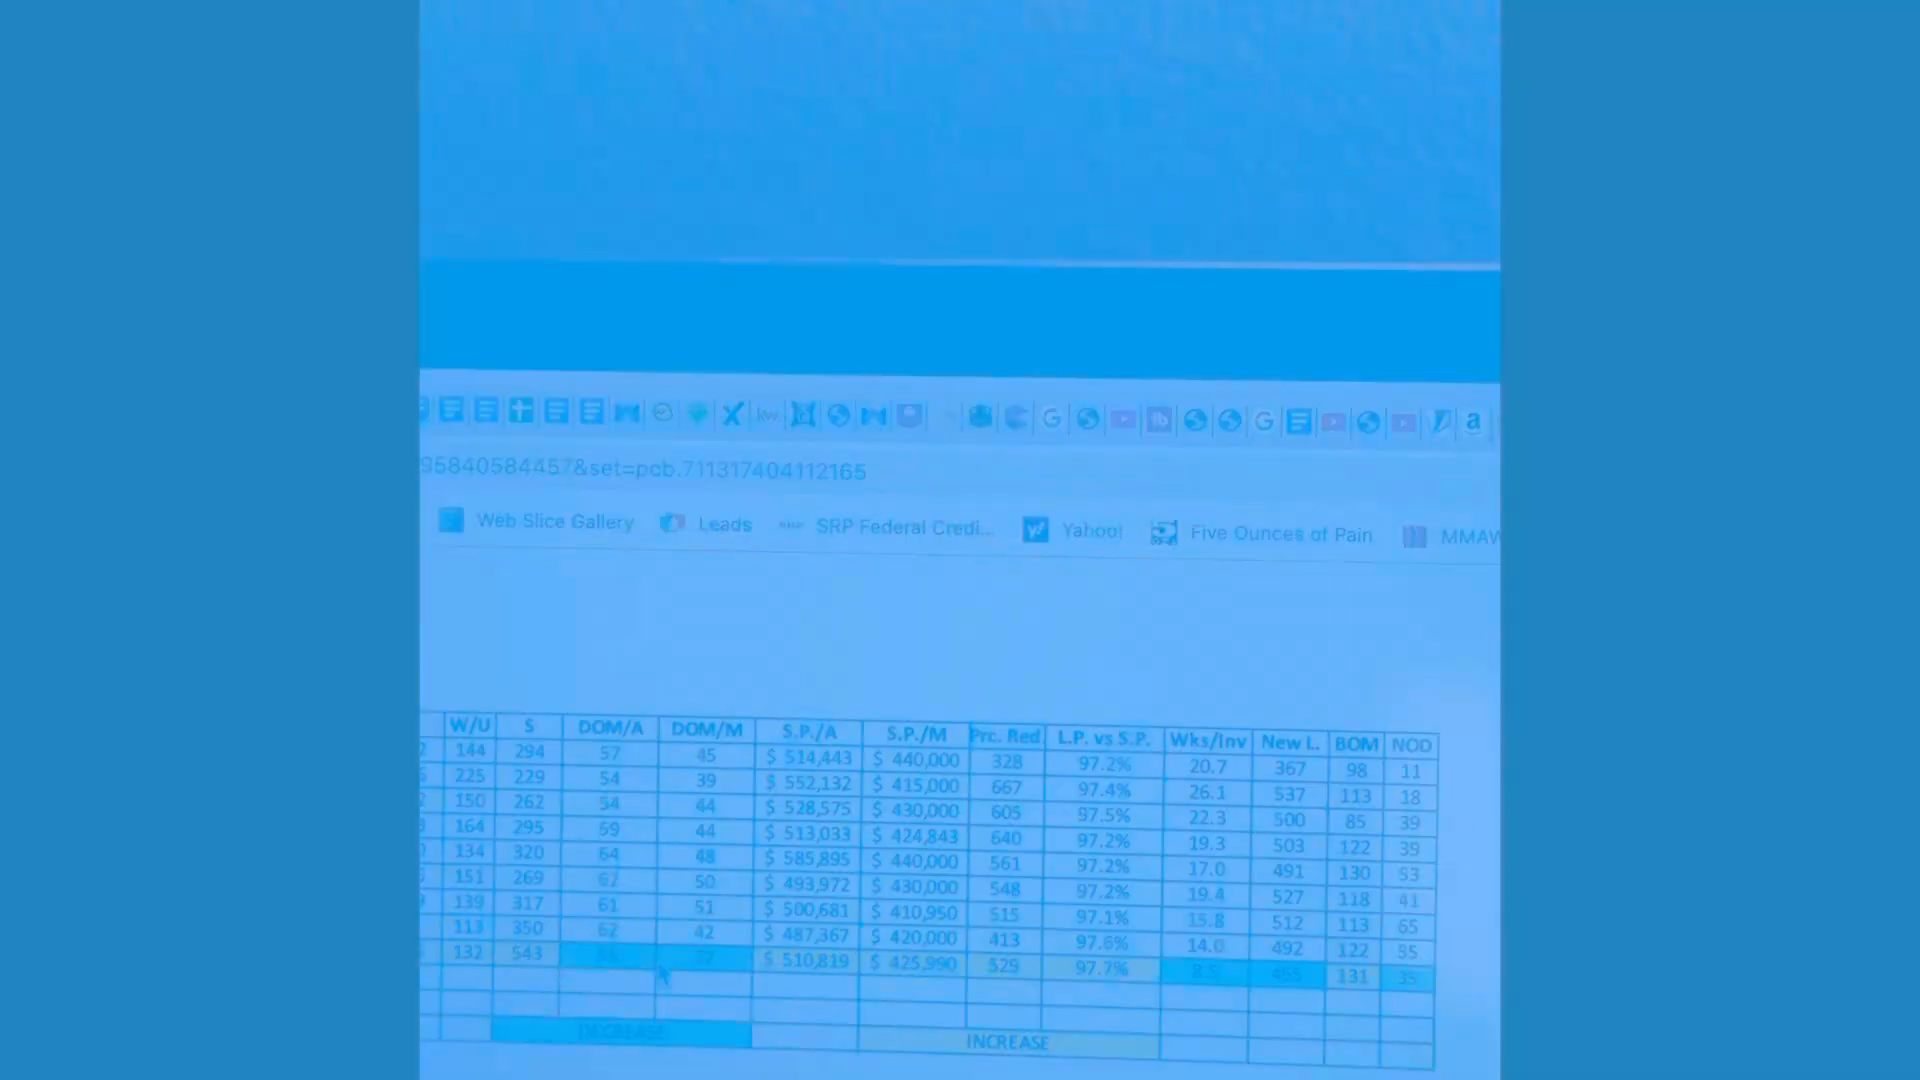 95840584457&set=pcb.711317404112165
Web Slice Gallery Leads SRP Federal Credi... Yahoo! Five Ounces of Pain MMAW
W/U S DOM/A DOM/M S.P./A S.P./M Prc. Red L.P. vs S.P. Wks/Inv New L. BOM NOD
144 294 57 45 $ 514,443 $ 440,000 328 97.2% 20.7 367 98 11
225 229 54 39 $ 552,132 $ 415,000 667 97.4% 26.1 537 113 18
150 262 54 44 $ 528,575 $ 430,000 605 97.5% 22.3 500 85 39
164 295 59 44 $ 513,033 $ 424,843 640 97.2% 19.3 503 122 39
134 320 64 48 $ 585,895 $ 440,000 561 97.2% 17.0 491 130 53
151 269 62 50 $ 493,972 $ 430,000 548 97.2% 19.4 527 118 41
139 317 61 51 $ 500,681 $ 410,950 515 97.1% 15.8 512 113 65
113 350 62 42 $ 487,367 $ 420,000 413 97.6% 14.0 492 122 55
132 543 $ 510,819 $ 425,990 529 97.7% 131 35
DECREASE INCREASE